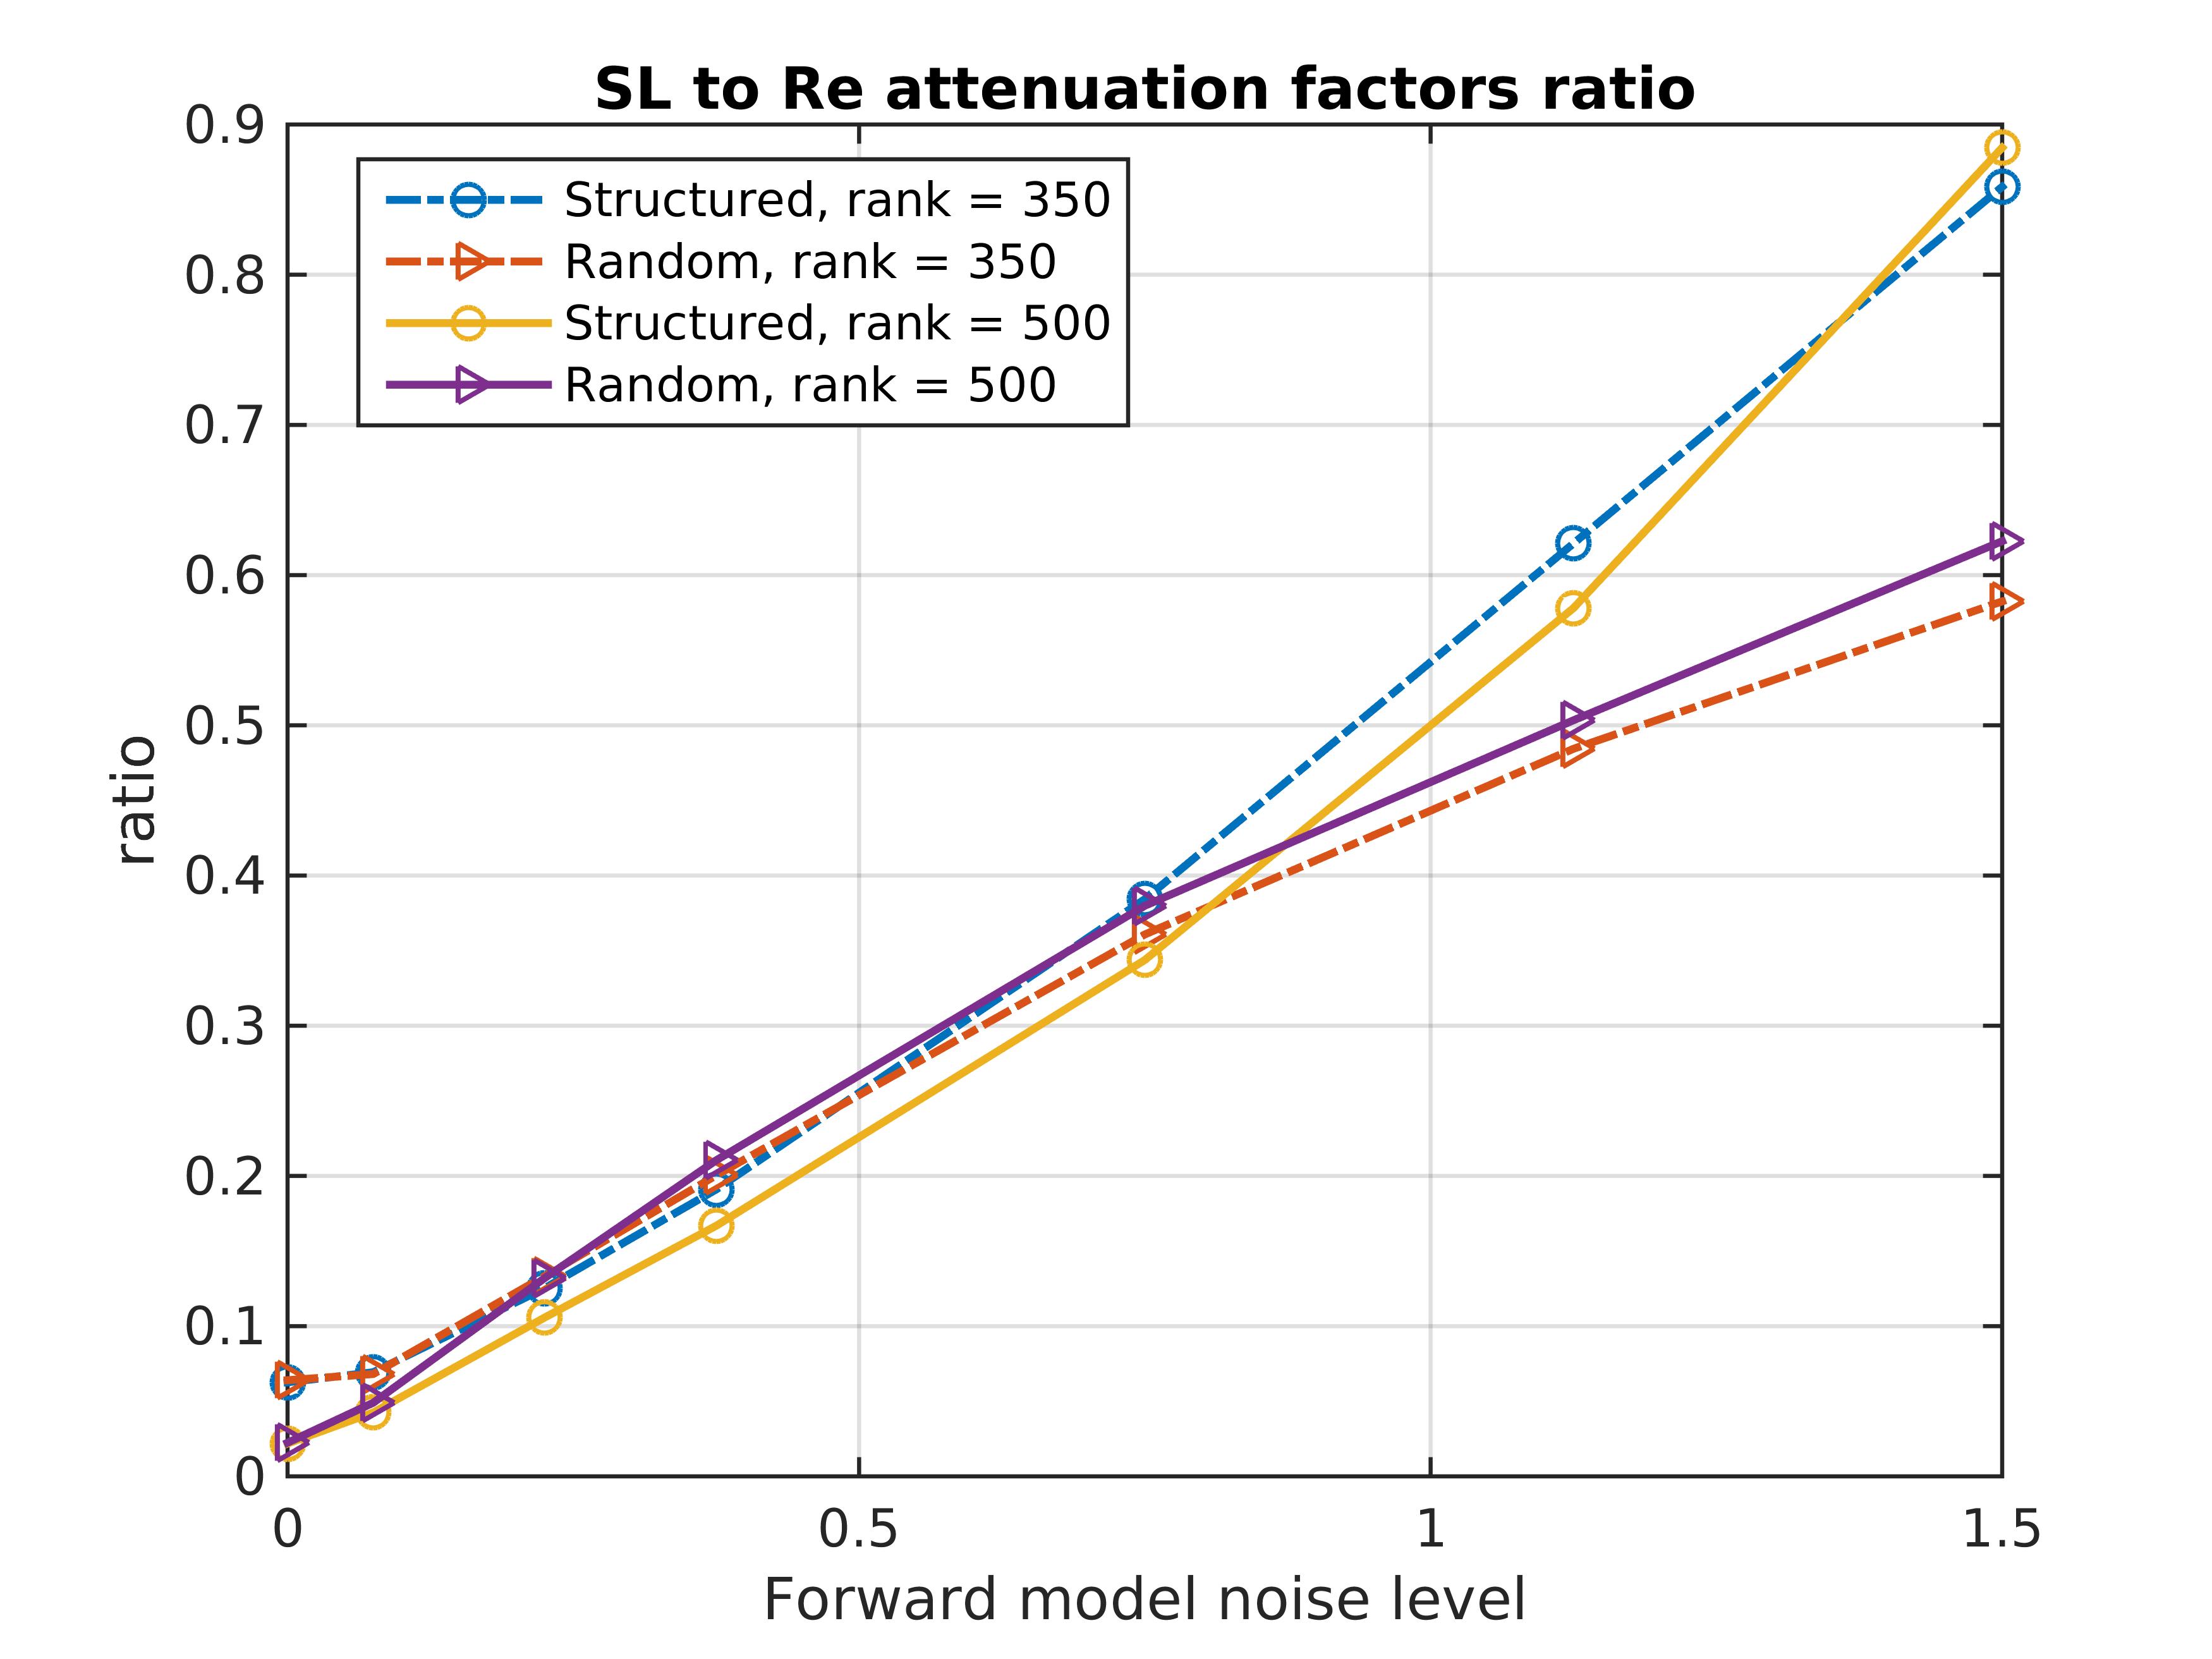 SL to Re attenuation factors ratio
0.9
0.8
0.7
0.6
0.5
0.4
0.3
0.2
0.1
0
ratio
Structured, rank = 350
Random, rank = 350
Structured, rank = 500
Random, rank = 500
0
0.5
1
1.5
Forward model noise level